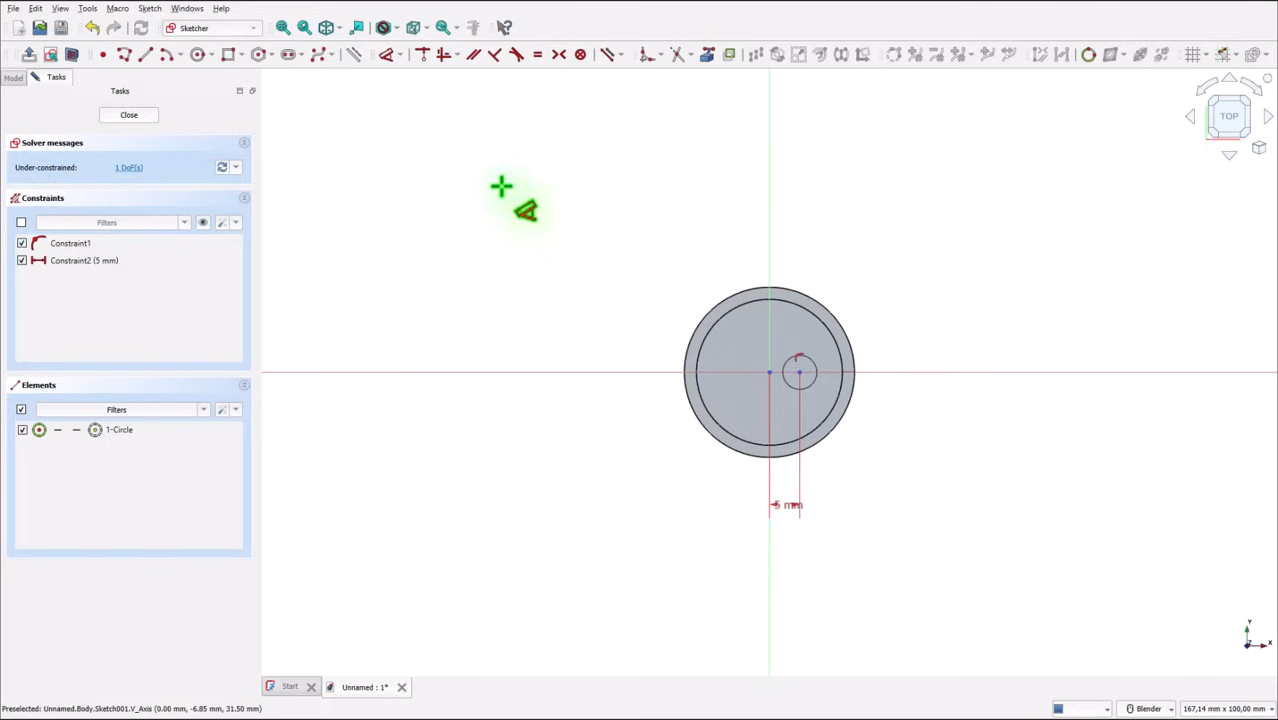 File Edit View Tools Macro Sketch Windows Help
Sketcher
Model Tasks
Tasks
Close
Solver messages
Under-constrained: 1 DoF(s)
Constraints
Filters
Constraint1
Constraint2 (5 mm)
Elements
Filters
1-Circle
TOP
5 mm
Y
Z X
Start Unnamed : 1*
Preselected: Unnamed.Body.Sketch001.V_Axis (0.00 mm, -6.85 mm, 31.50 mm) Blender 167,14 mm x 100,00 mm